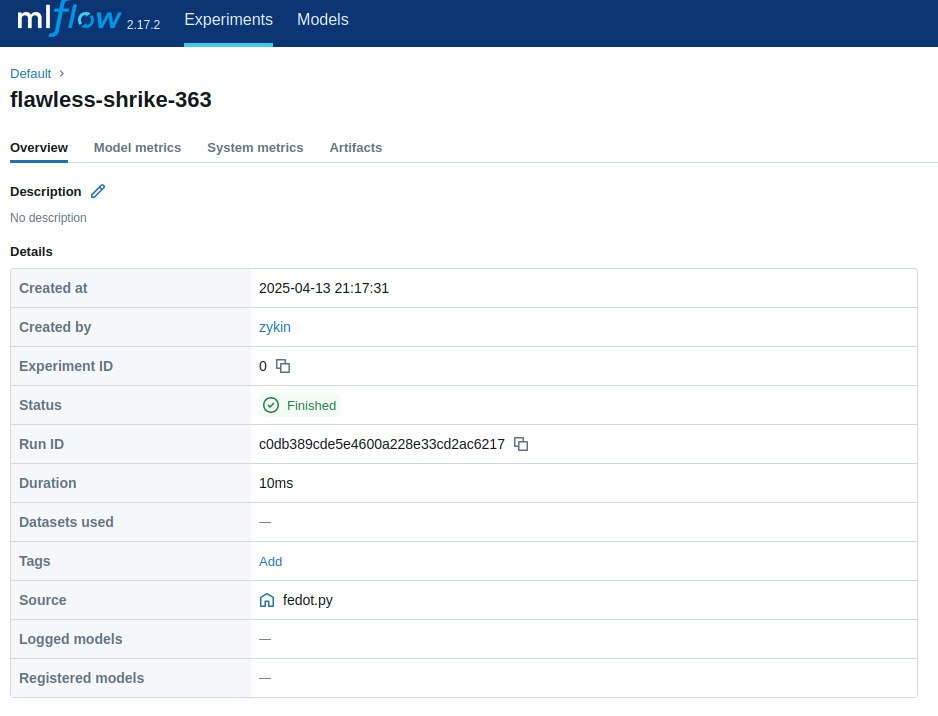 mlflow 2.17.2 Experiments Models
Default
flawless-shrike-363
Overview Model metrics System metrics Artifacts
Description
No description
Details
Created at 2025-04-13 21:17:31
Created by zykin
Experiment ID 0
Status Finished
Run ID c0db389cde5e4600a228e33cd2ac6217
Duration 10ms
Datasets used —
Tags Add
Source fedot.py
Logged models —
Registered models —